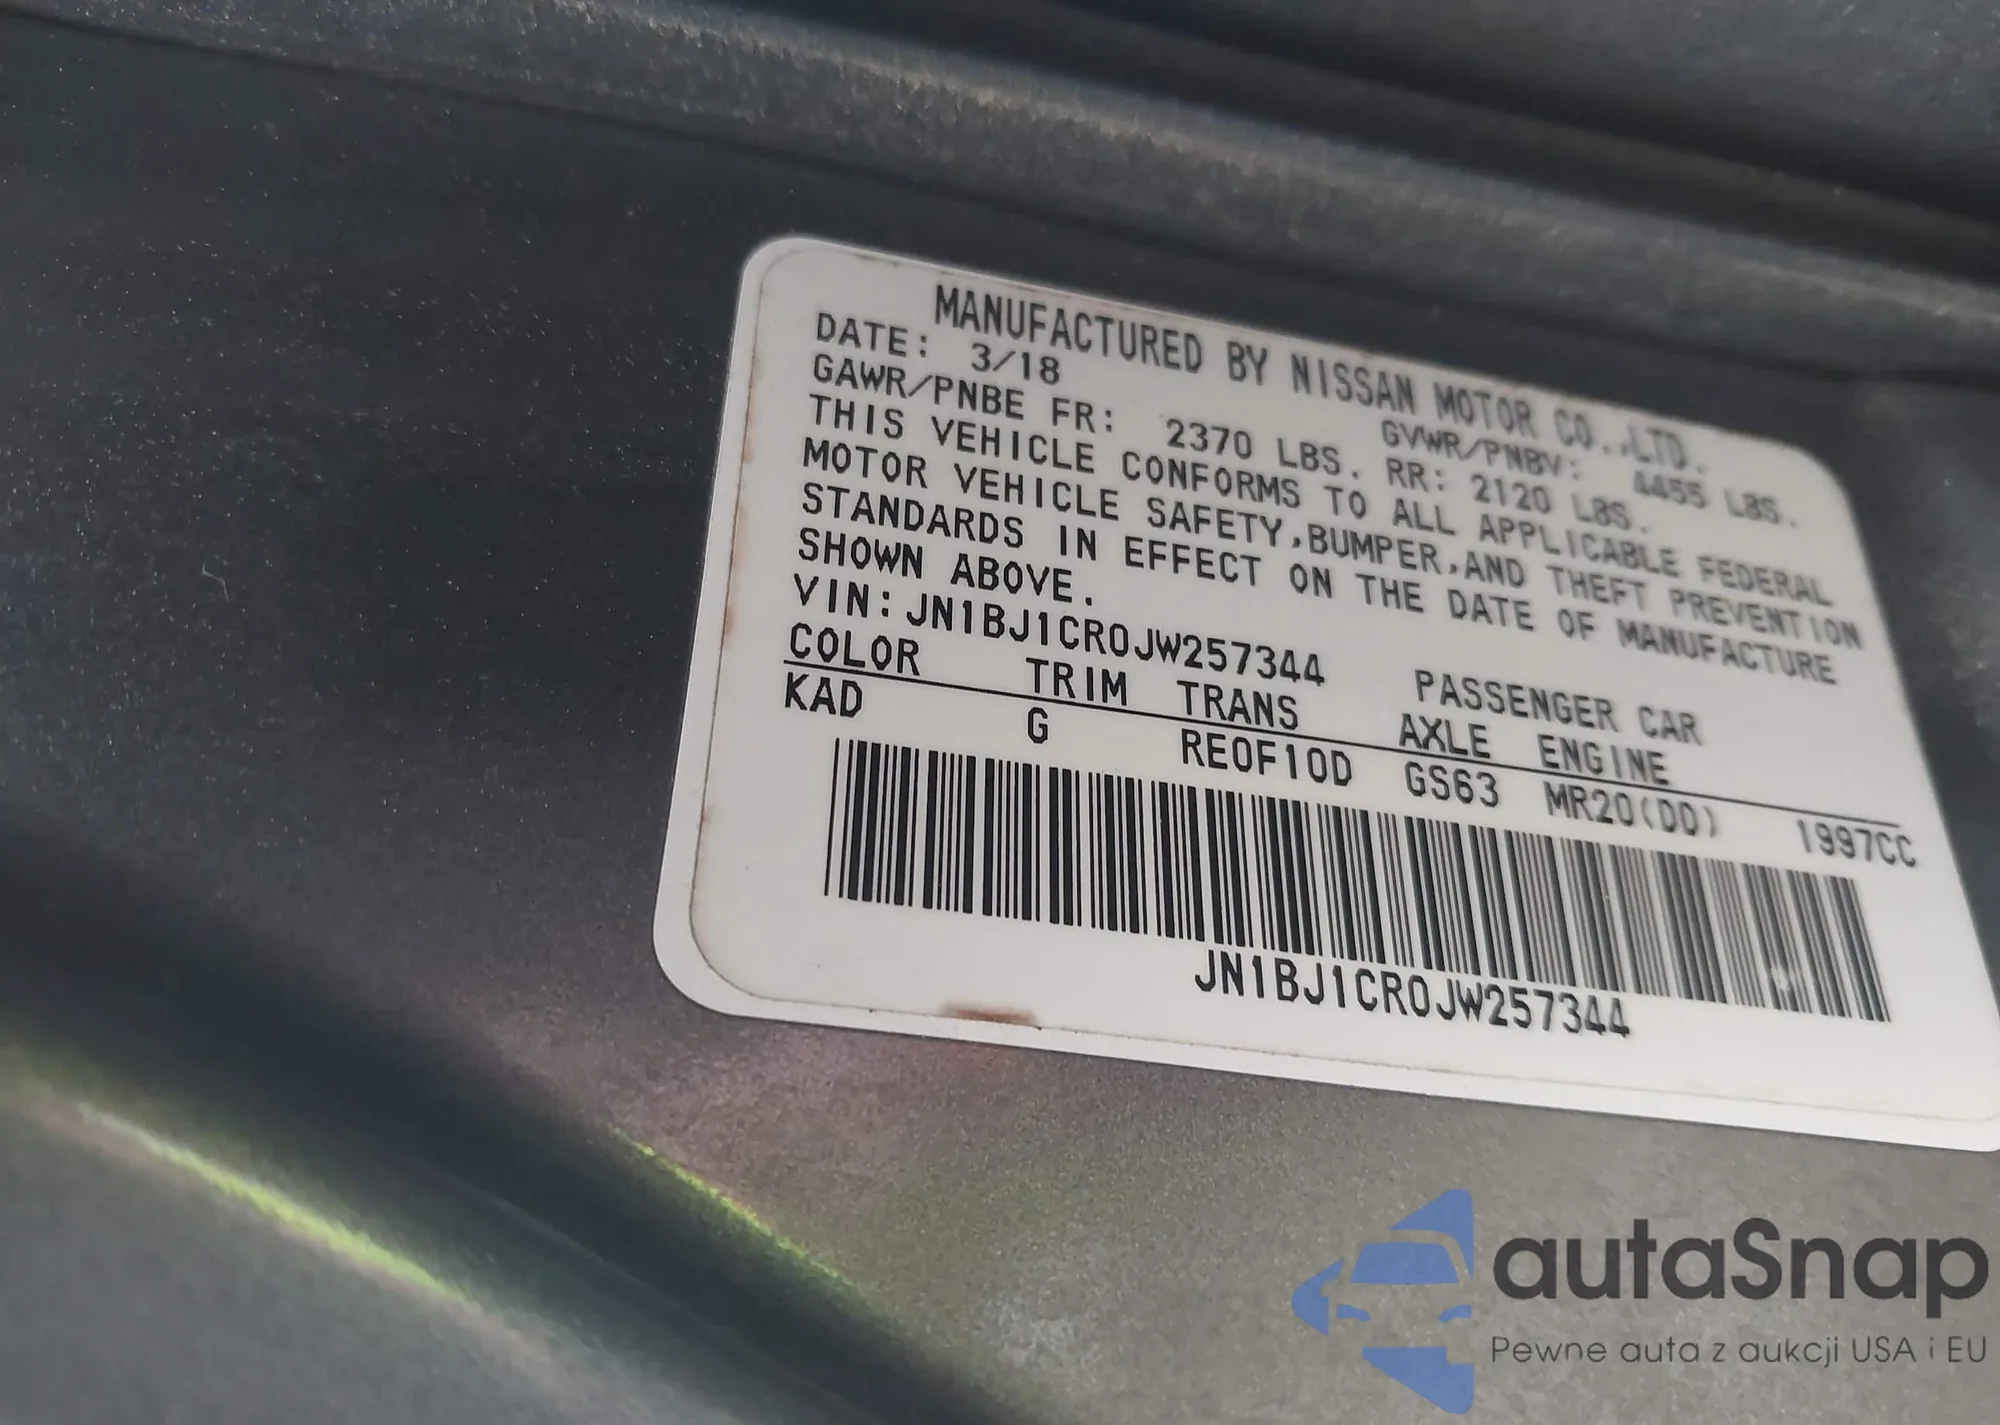 MANUFACTURED BY NISSAN MOTOR CO.,LTD.
DATE: 3/18 GVWR/PNBV: 4455 LBS.
GAWR/PNBE FR: 2370 LBS. RR: 2120 LBS.
THIS VEHICLE CONFORMS TO ALL APPLICABLE FEDERAL
MOTOR VEHICLE SAFETY,BUMPER,AND THEFT PREVENTION
STANDARDS IN EFFECT ON THE DATE OF MANUFACTURE
SHOWN ABOVE.
VIN:JN1BJ1CR0JW257344 PASSENGER CAR
COLOR TRIM TRANS AXLE ENGINE
KAD G RE0F10D GS63 MR20(DD) 1997CC
JN1BJ1CR0JW257344
autaSnap
Pewne auta z aukcji USA i EU